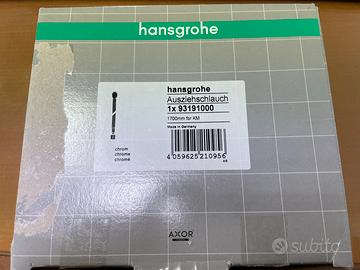 hansgrohe
hansgrohe
Ausziehschlauch
1x 93191000
1700mm for KM
Made in Germany
chrom
chrome
chromé
4 059625 210956
AXOR
subito